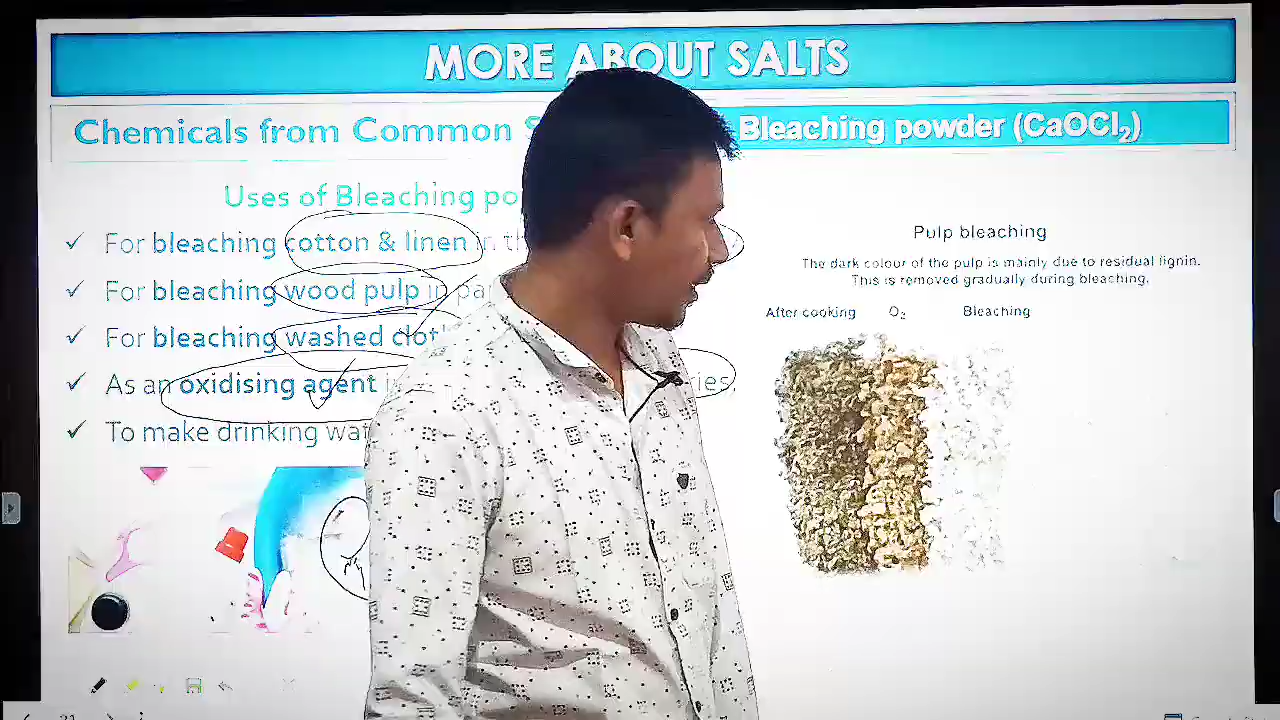 MORE ABOUT SALTS
Chemicals from Common
Bleaching powder (CaOCl₂)
Uses of Bleaching po
✓ For bleaching cotton & linen in th
✓ For bleaching wood pulp in pa
✓ For bleaching washed clot
✓ As an oxidising agent i ries.
✓ To make drinking wat
Pulp bleaching
The dark colour of the pulp is mainly due to residual lignin.
This is removed gradually during bleaching.
After cooking O₂ Bleaching